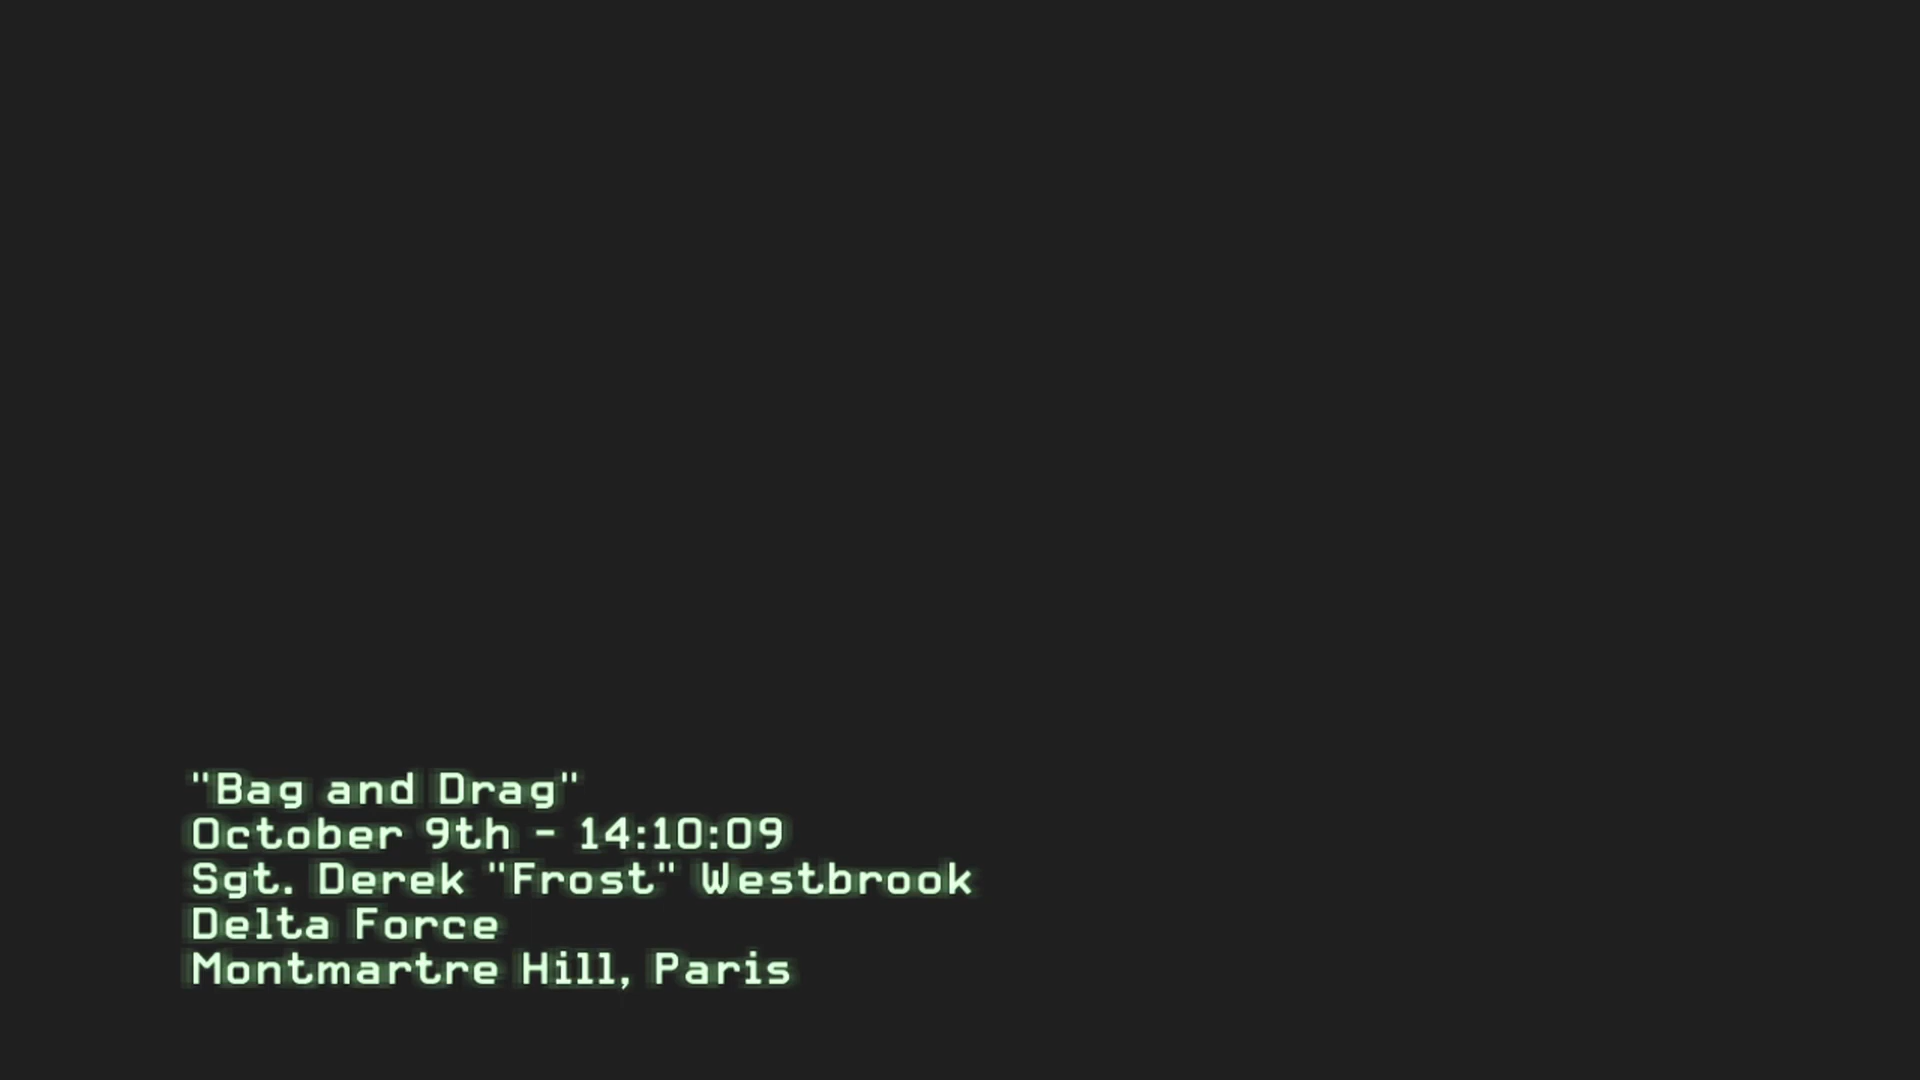 "Bag and Drag"
October 9th - 14:10:09
Sgt. Derek "Frost" Westbrook
Delta Force
Montmartre Hill, Paris